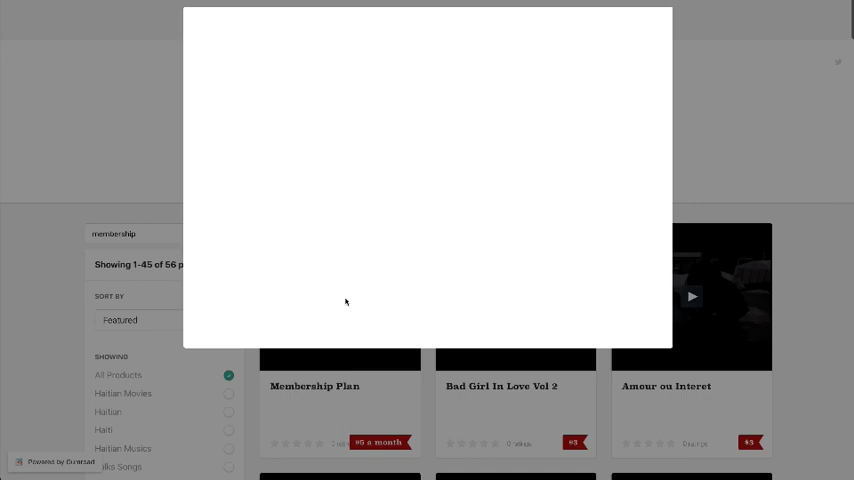 membership
Showing 1-45 of 56 p
SORT BY
Featured
SHOWING
All Products
Haitian Movies
Haitian
Haiti
Haitian Musics
Songs
Powered by Gumroad
Membership Plan
$5 a month
Bad Girl In Love Vol 2
0 ratings
$3
Amour ou Interet
0 ratings
$3